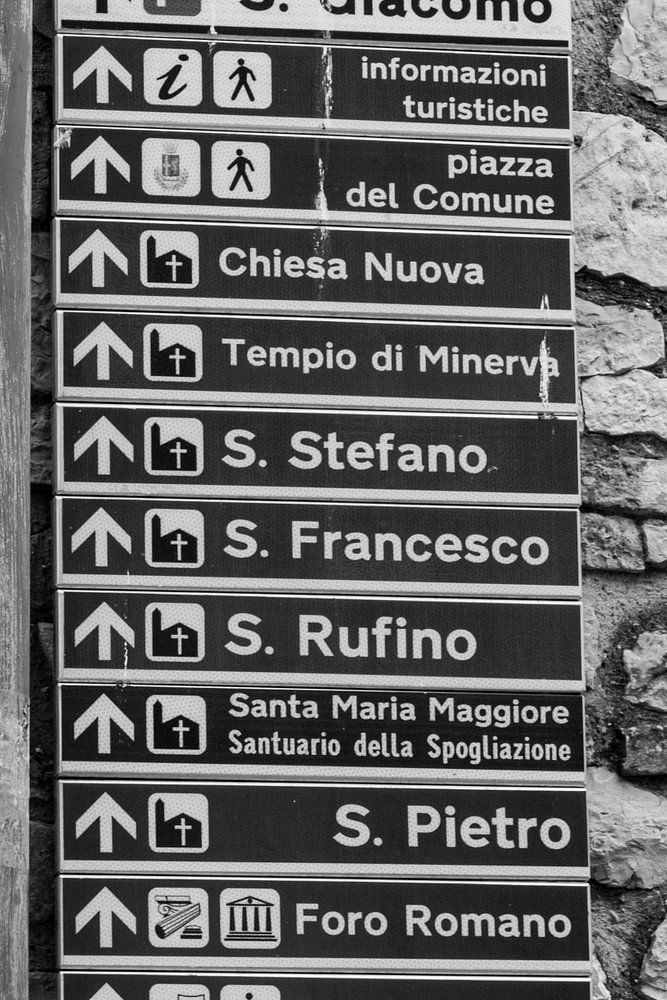 S. Giacomo
informazioni
turistiche
piazza
del Comune
Chiesa Nuova
Tempio di Minerva
S. Stefano
S. Francesco
S. Rufino
Santa Maria Maggiore
Santuario della Spogliazione
S. Pietro
Foro Romano